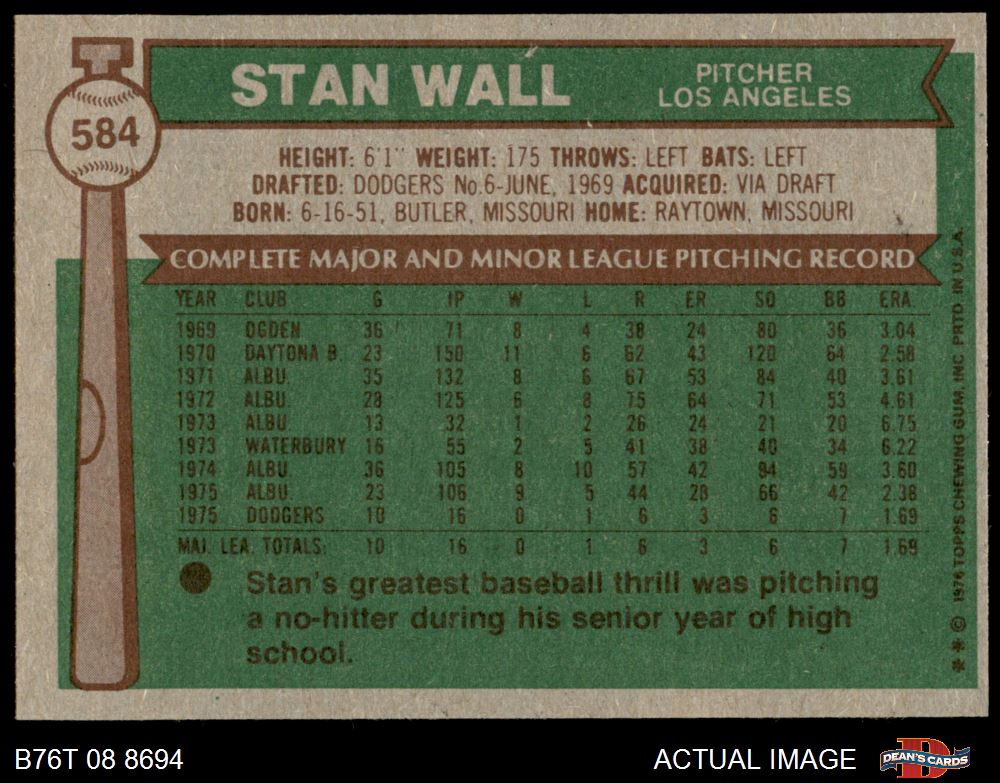 584
STAN WALL
PITCHER
LOS ANGELES
HEIGHT: 6'1" WEIGHT: 175 THROWS: LEFT BATS: LEFT
DRAFTED: DODGERS No.6-JUNE, 1969 ACQUIRED: VIA DRAFT
BORN: 6-16-51, BUTLER, MISSOURI HOME: RAYTOWN, MISSOURI
COMPLETE MAJOR AND MINOR LEAGUE PITCHING RECORD
YEAR CLUB G IP W L R ER SO BB ERA.
1969 OGDEN 36 71 8 4 38 24 80 36 3.04
1970 DAYTONA B. 23 150 11 6 62 43 120 64 2.58
1971 ALBU. 35 132 8 6 67 53 84 40 3.61
1972 ALBU. 28 125 6 8 75 64 71 53 4.61
1973 ALBU. 13 32 1 2 26 24 21 20 6.75
1973 WATERBURY 16 55 2 5 41 38 40 34 6.22
1974 ALBU. 36 105 8 10 57 42 94 59 3.60
1975 ALBU. 23 106 9 5 44 28 66 42 2.38
1975 DODGERS 10 16 0 1 6 3 6 7 1.69
MAJ. LEA. TOTALS: 10 16 0 1 6 3 6 7 1.69
Stan's greatest baseball thrill was pitching
a no-hitter during his senior year of high
school.
** © 1976 TOPPS CHEWING GUM, INC. PRTD. IN U.S.A.
B76T 08 8694
ACTUAL IMAGE
D
DEAN'S CARDS